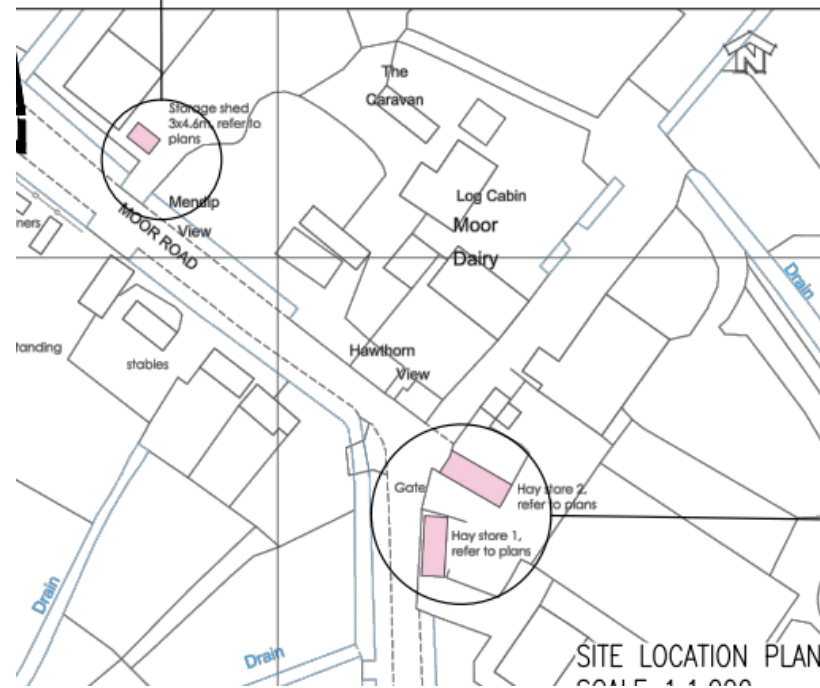 The
Caravan
N
Storage shed
3x4.6m, refer to
plans
Mendip
View
MOOR ROAD
Log Cabin
Moor
Dairy
Drain
ners
tanding
stables
Hawthorn
View
Gate
Hay store 2,
refer to plans
Hay store 1,
refer to plans
Drain
Drain
SITE LOCATION PLAN